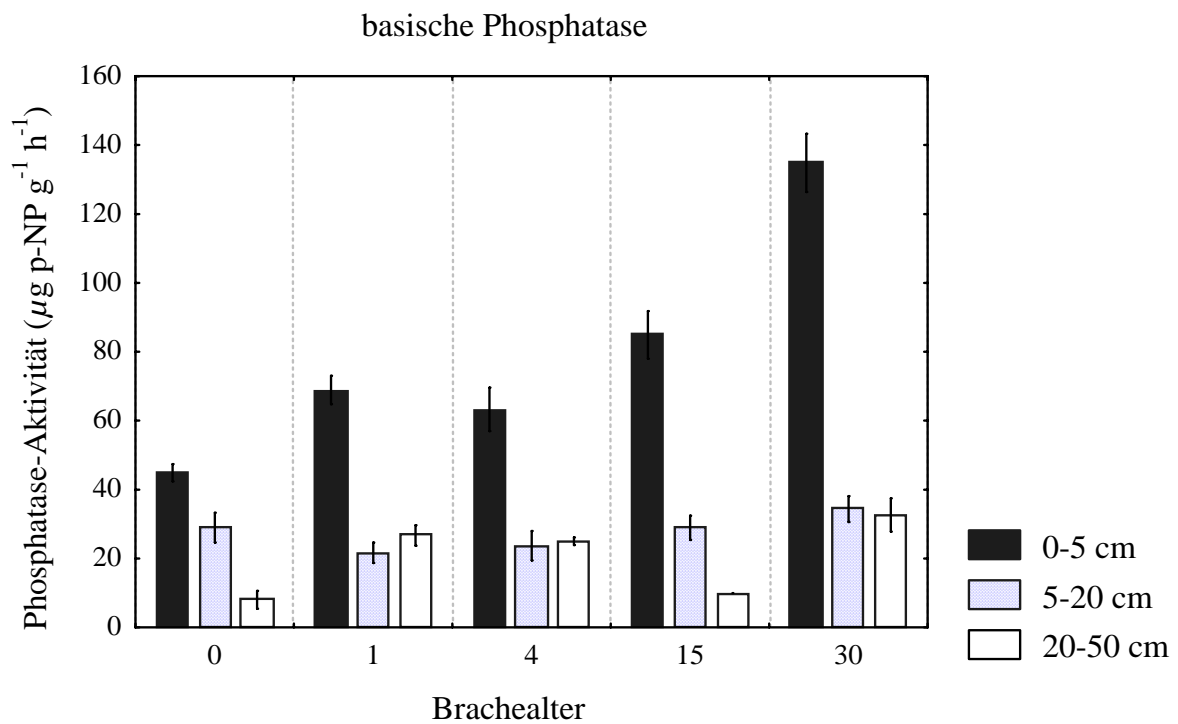 basische Phosphatase
Phosphatase-Aktivität (µg p-NP g⁻¹ h⁻¹)
160
140
120
100
80
60
40
20
0
0 1 4 15 30
Brachealter
0-5 cm
5-20 cm
20-50 cm